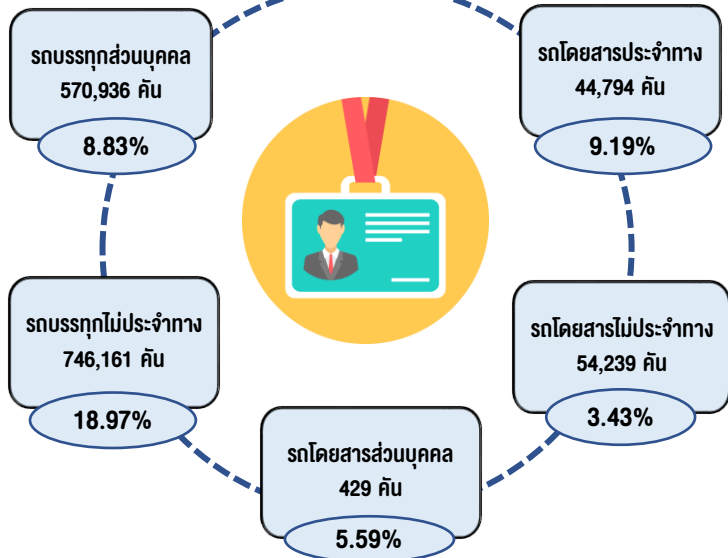 รถบรรทุกส่วนบุคคล
570,936 คัน
8.83%
รถโดยสารประจำทาง
44,794 คัน
9.19%
รถบรรทุกไม่ประจำทาง
746,161 คัน
18.97%
รถโดยสารไม่ประจำทาง
54,239 คัน
3.43%
รถโดยสารส่วนบุคคล
429 คัน
5.59%